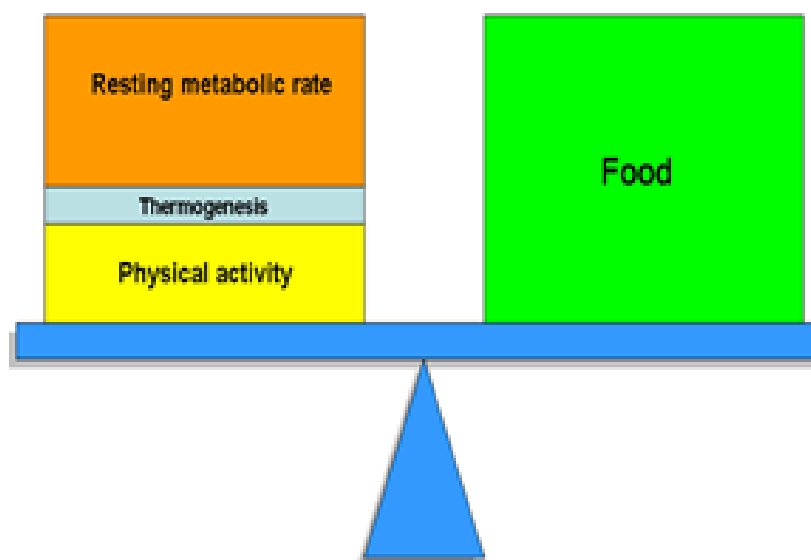 Resting metabolic rate
Thermogenesis
Physical activity
Food